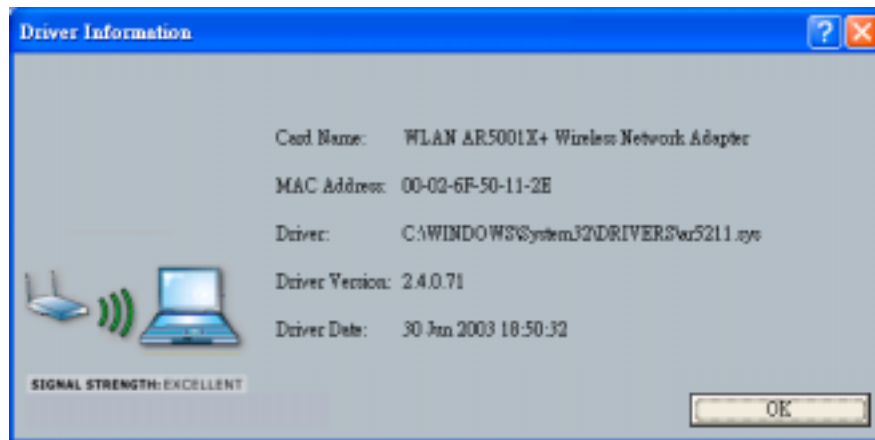 Driver Information
Card Name: WLAN AR5001X+ Wireless Network Adapter
MAC Address: 00-02-6F-50-11-2E
Driver: C:\WINDOWS\System32\DRIVERS\ar5211.sys
Driver Version: 2.4.0.71
Driver Date: 30 Jun 2003 18:50:32
SIGNAL STRENGTH: EXCELLENT
OK